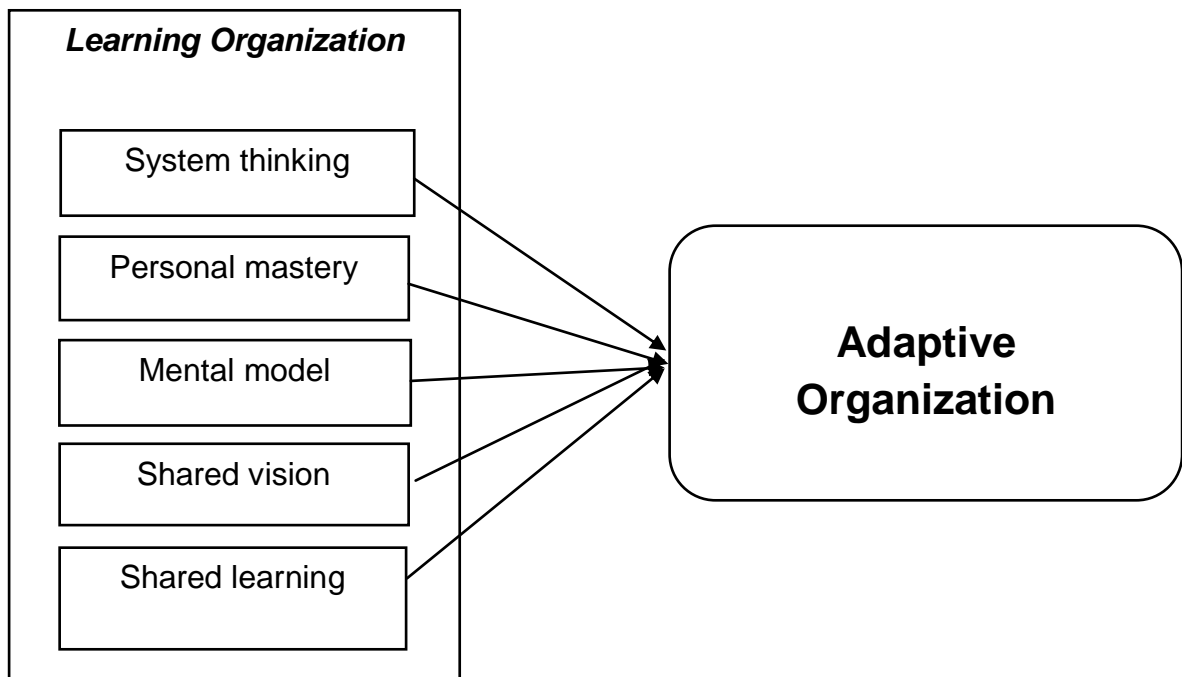 Learning Organization
System thinking
Personal mastery
Mental model
Shared vision
Shared learning
Adaptive
Organization